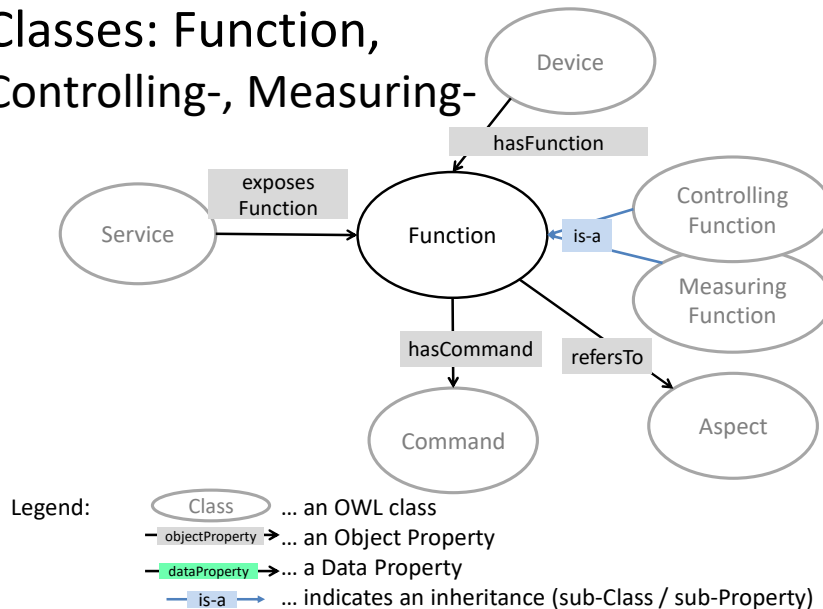 Classes: Function,
Controlling-, Measuring-
Device
hasFunction
exposes
Function
Controlling
Function
Service
Function
is-a
Measuring
Function
hasCommand
refersTo
Command
Aspect
Legend:
Class
... an OWL class
objectProperty
... an Object Property
dataProperty
... a Data Property
is-a
... indicates an inheritance (sub-Class / sub-Property)